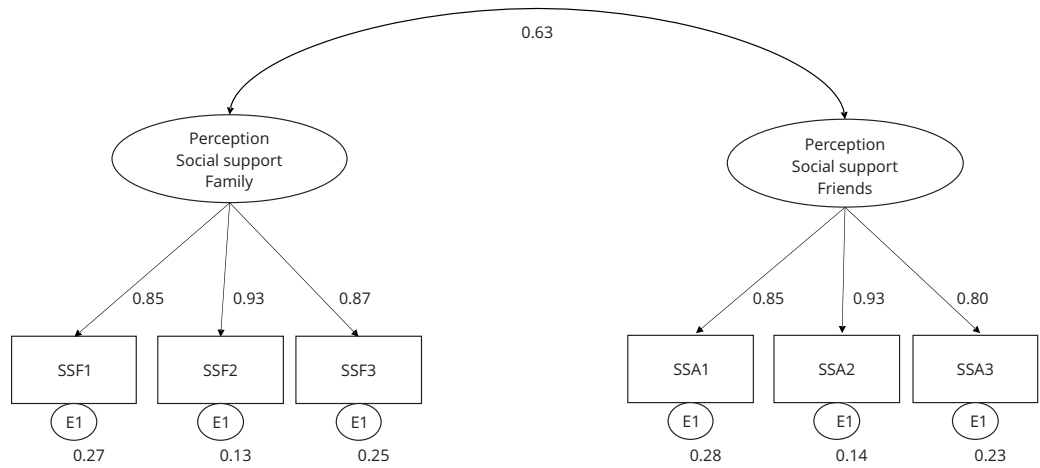 0.63
Perception
Social support
Family
Perception
Social support
Friends
0.85
0.93
0.87
0.85
0.93
0.80
SSF1
SSF2
SSF3
SSA1
SSA2
SSA3
E1
E1
E1
E1
E1
E1
0.27
0.13
0.25
0.28
0.14
0.23